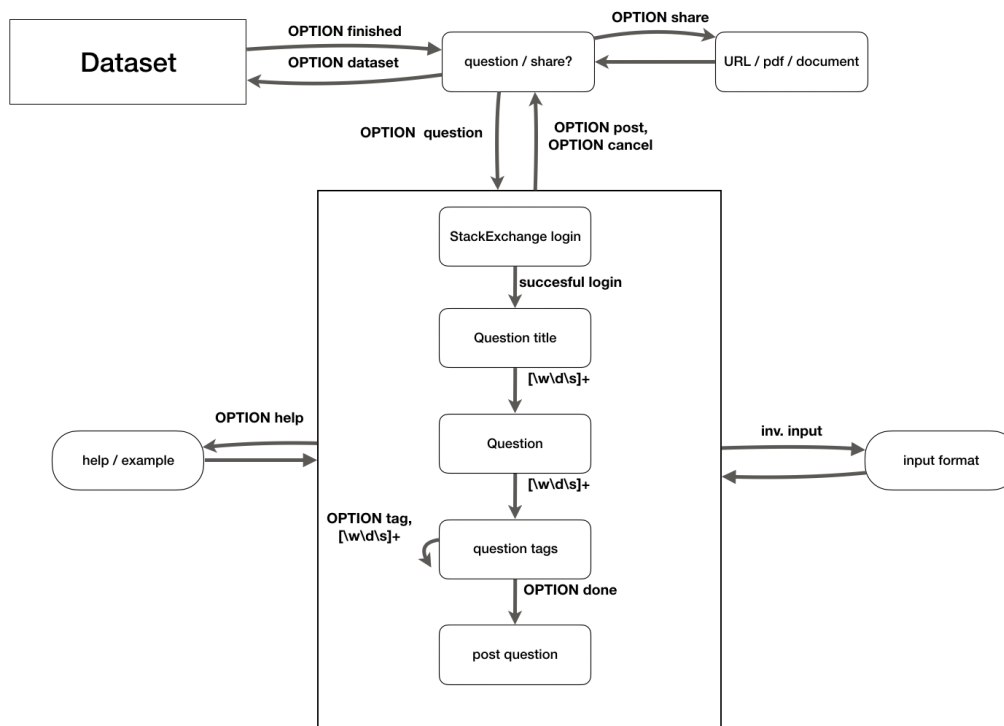 OPTION share
OPTION finished
Dataset
question / share?
URL / pdf / document
OPTION dataset
OPTION  question
OPTION post,
OPTION cancel
StackExchange login
succesful login
Question title
[\w\d\s]+
OPTION help
inv. input
Question
help / example
input format
[\w\d\s]+
OPTION tag,
[\w\d\s]+
question tags
OPTION done
post question